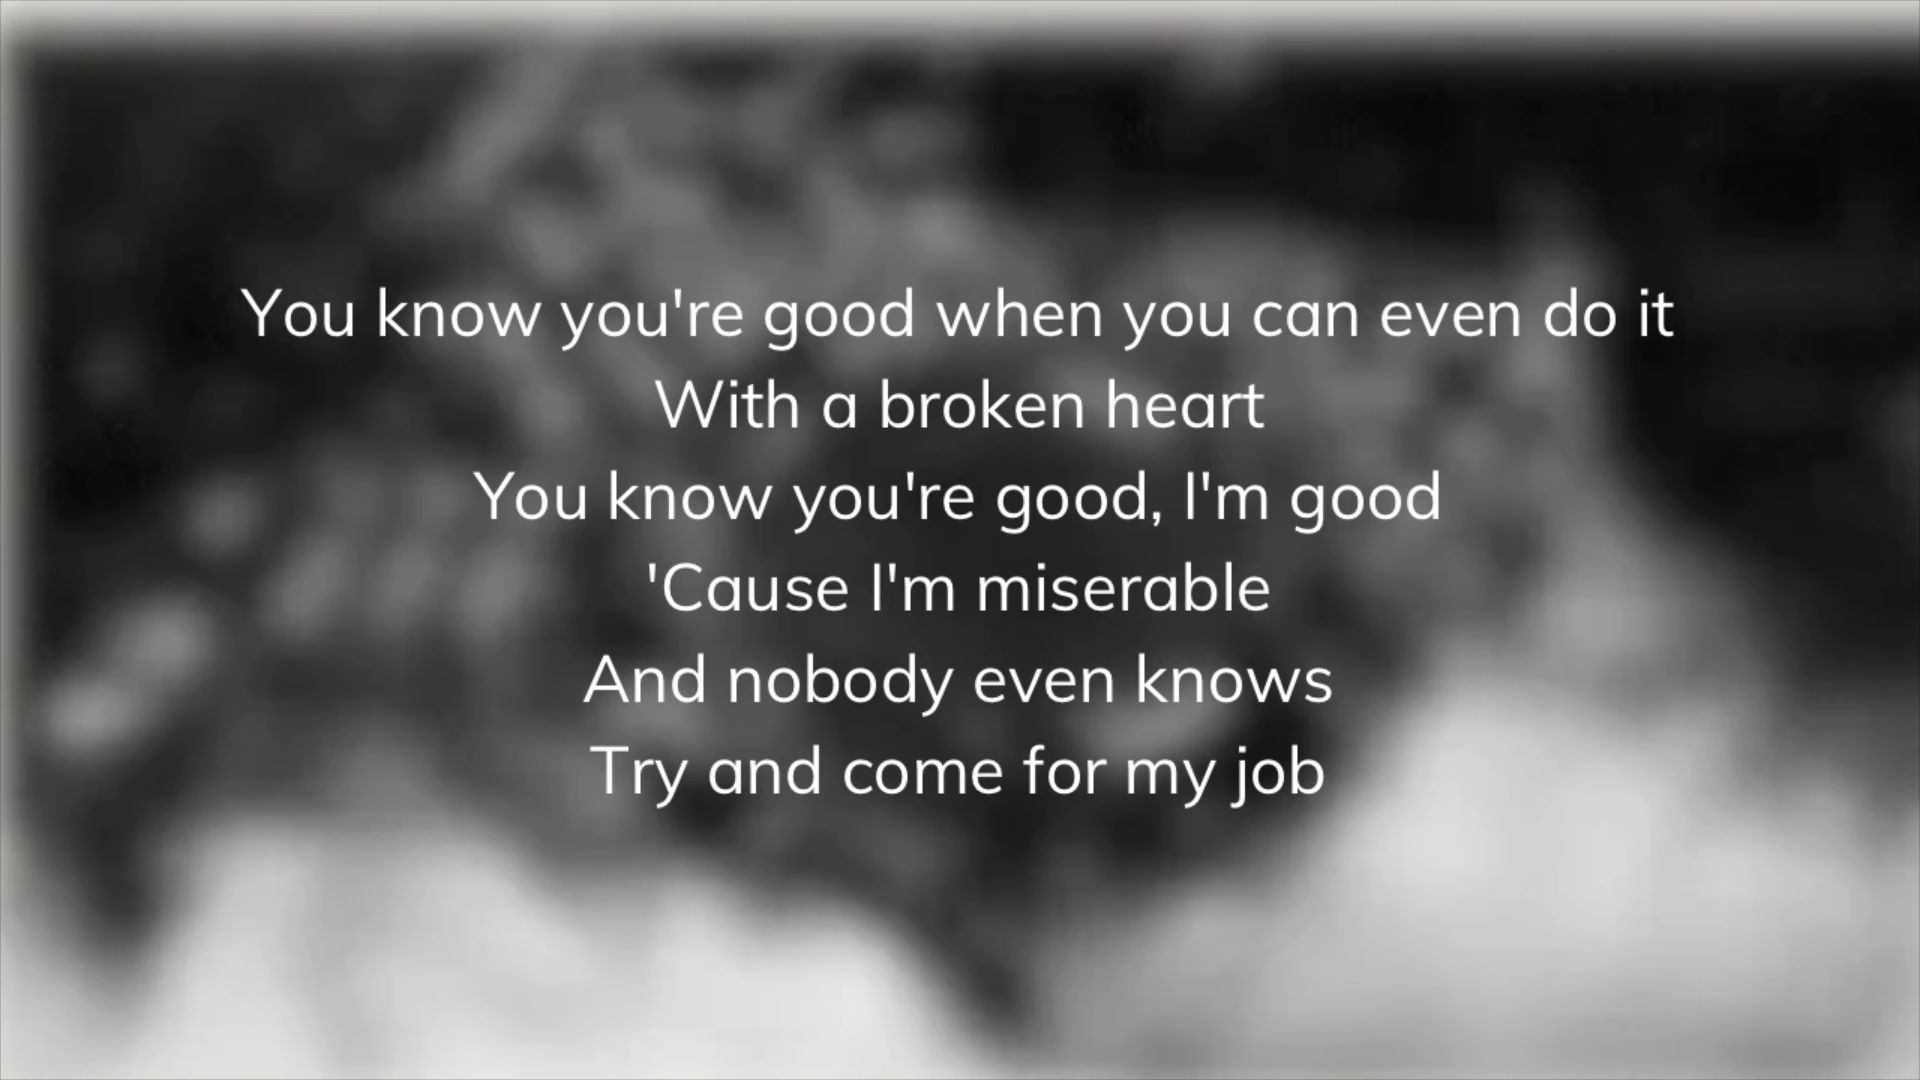 You know you're good when you can even do it
With a broken heart
You know you're good, I'm good
'Cause I'm miserable
And nobody even knows
Try and come for my job